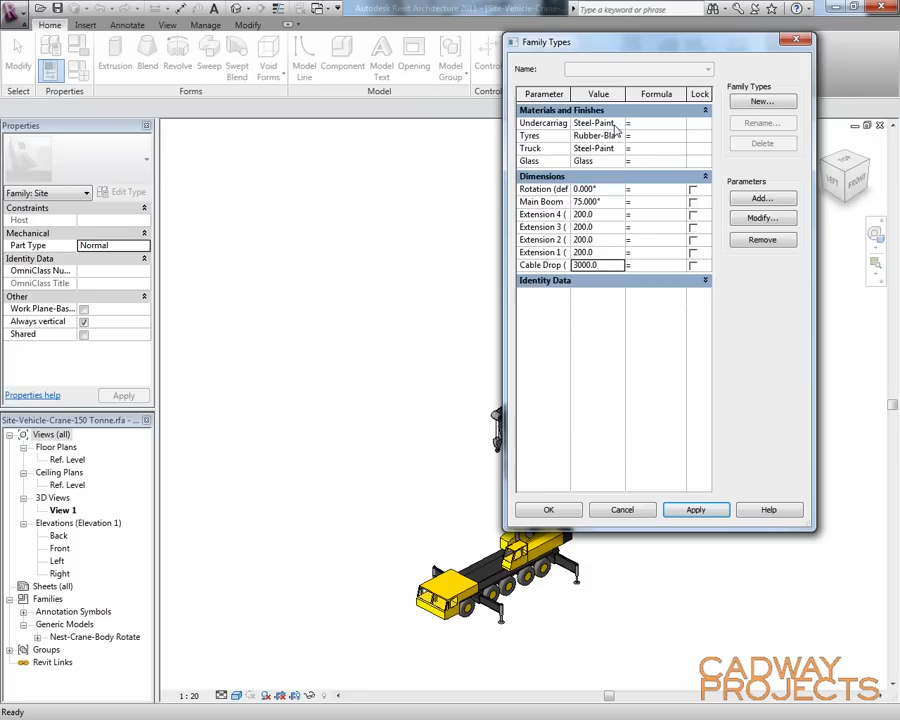 Autodesk Revit Architecture 2011 - [Site-Vehicle-Crane-
Type a keyword or phrase
Home Insert Annotate View Manage Modify
Modify
Extrusion Blend Revolve Sweep Swept Blend Void Forms
Model Line Component Model Text Opening Model Group
Select Properties Forms Model Control
Properties
Family: Site Edit Type
Constraints
Host
Mechanical
Part Type Normal
Identity Data
OmniClass Nu...
OmniClass Title
Other
Work Plane-Bas...
Always vertical
Shared
Properties help Apply
Site-Vehicle-Crane-150 Tonne.rfa - ...
Views (all)
Floor Plans
Ref. Level
Ceiling Plans
Ref. Level
3D Views
View 1
Elevations (Elevation 1)
Back
Front
Left
Right
Sheets (all)
Families
Annotation Symbols
Generic Models
Nest-Crane-Body Rotate
Groups
Revit Links
Family Types
Name:
Parameter Value Formula Lock
Materials and Finishes
Undercarriag Steel-Paint, =
Tyres Rubber-Bla =
Truck Steel-Paint =
Glass Glass =
Dimensions
Rotation (def 0.000° =
Main Boom 75.000° =
Extension 4 ( 200.0 =
Extension 3 ( 200.0 =
Extension 2 ( 200.0 =
Extension 1 ( 200.0 =
Cable Drop ( 3000.0 =
Identity Data
Family Types
New...
Rename...
Delete
Parameters
Add...
Modify...
Remove
OK Cancel Apply Help
TOP
LEFT FRONT
1 : 20
Ready
CADWAY
PROJECTS